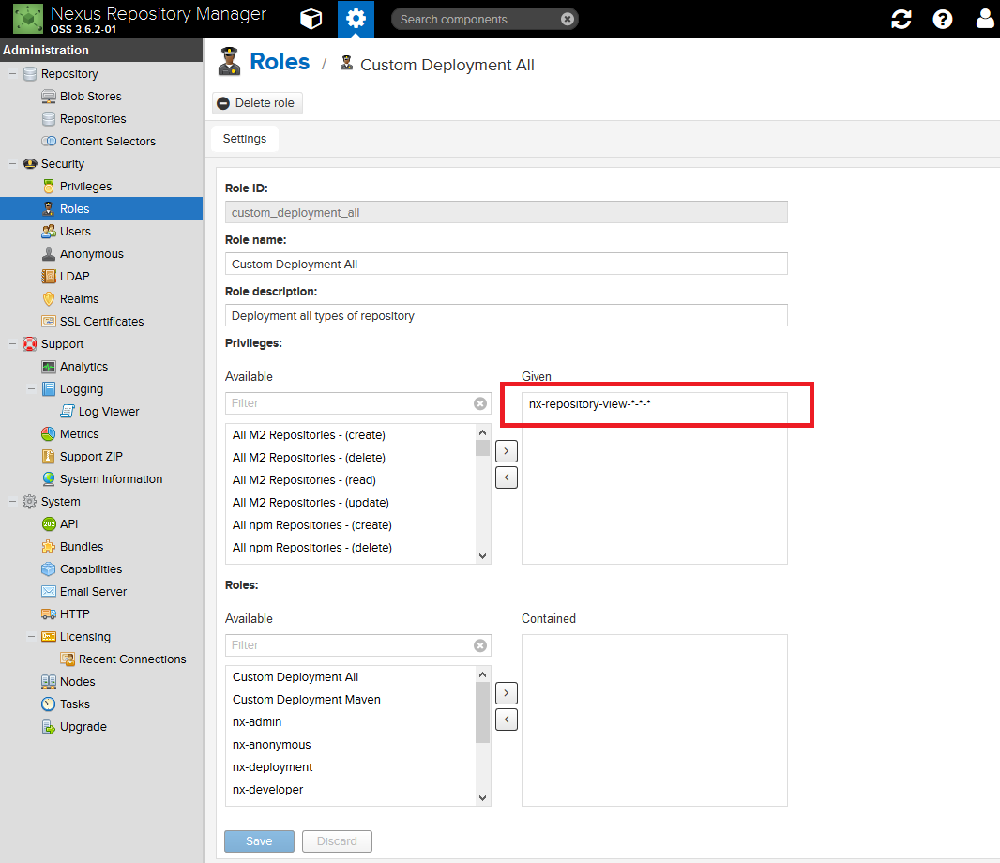 Nexus Repository Manager
OSS 3.6.2-01
Search components
Administration
Repository
Blob Stores
Repositories
Content Selectors
Security
Privileges
Roles
Users
Anonymous
LDAP
Realms
SSL Certificates
Support
Analytics
Logging
Log Viewer
Metrics
Support ZIP
System Information
System
API
Bundles
Capabilities
Email Server
HTTP
Licensing
Recent Connections
Nodes
Tasks
Upgrade
Roles / Custom Deployment All
Delete role
Settings
Role ID:
custom_deployment_all
Role name:
Custom Deployment All
Role description:
Deployment all types of repository
Privileges:
Available
Filter
All M2 Repositories - (create)
All M2 Repositories - (delete)
All M2 Repositories - (read)
All M2 Repositories - (update)
All npm Repositories - (create)
All npm Repositories - (delete)
Given
nx-repository-view-*-*-*
Roles:
Available
Filter
Custom Deployment All
Custom Deployment Maven
nx-admin
nx-anonymous
nx-deployment
nx-developer
Contained
Save
Discard